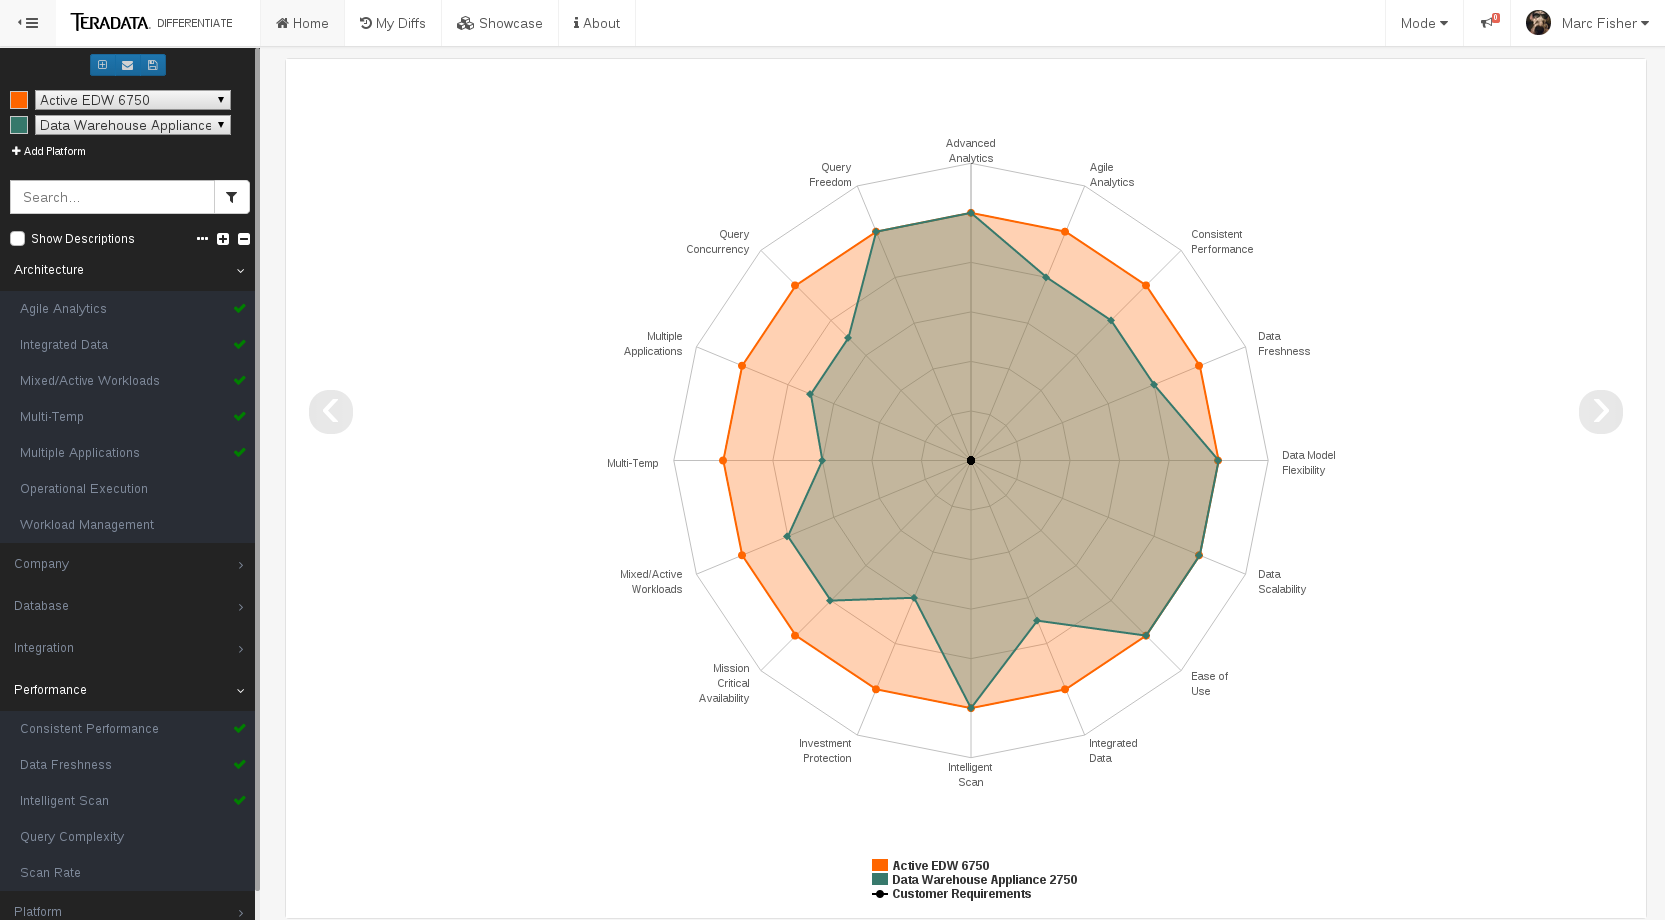 TERADATA. DIFFERENTIATE
Home
My Diffs
Showcase
About
Mode
0
Marc Fisher
Active EDW 6750
Data Warehouse Appliance
Add Platform
Search...
Show Descriptions
Architecture
Agile Analytics
Integrated Data
Mixed/Active Workloads
Multi-Temp
Multiple Applications
Operational Execution
Workload Management
Company
Database
Integration
Performance
Consistent Performance
Data Freshness
Intelligent Scan
Query Complexity
Scan Rate
Platform
Advanced
Analytics
Agile
Analytics
Consistent
Performance
Data
Freshness
Data Model
Flexibility
Data
Scalability
Ease of
Use
Integrated
Data
Intelligent
Scan
Investment
Protection
Mission
Critical
Availability
Mixed/Active
Workloads
Multi-Temp
Multiple
Applications
Query
Concurrency
Query
Freedom
Active EDW 6750
Data Warehouse Appliance 2750
Customer Requirements